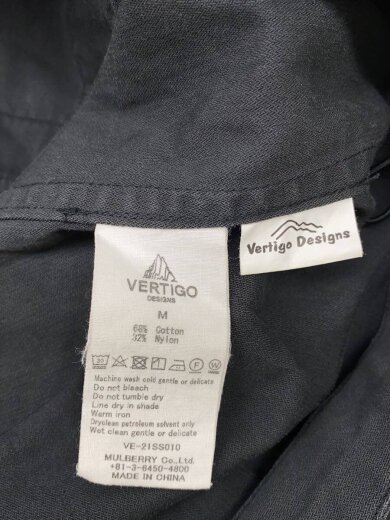 VERTIGO
DESIGNS
M
68% Cotton
32% Nylon
Machine wash cold gentle or delicate
Do not bleach
Do not tumble dry
Line dry in shade
Warm iron
Dryclean petroleum solvent only
Wet clean gentle or delicate
VE-21SS010
MULBERRY Co.,Ltd.
+81-3-6450-4800
MADE IN CHINA
Vertigo Designs